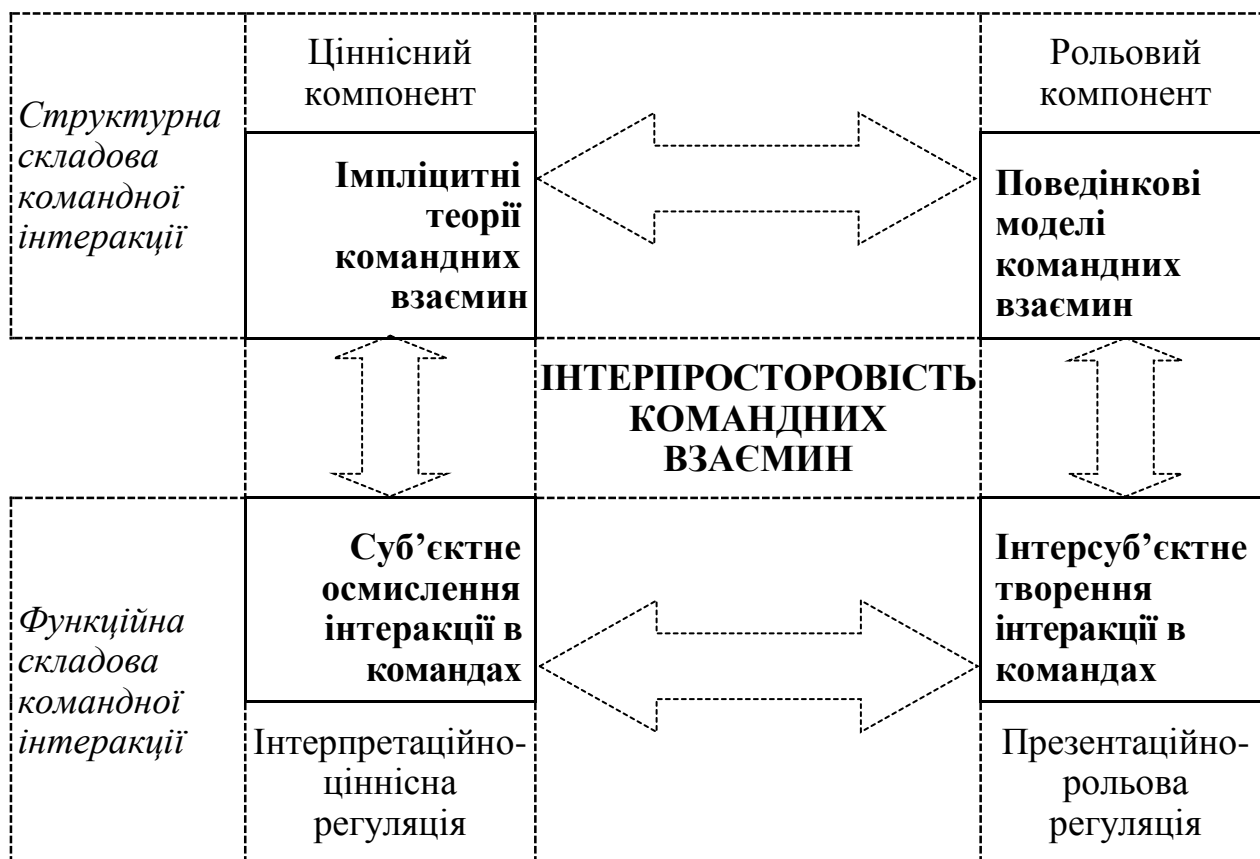 Ціннісний
компонент
Рольовий
компонент
Структурна
складова
командної
інтеракції
Імпліцитні
теорії
командних
взаємин
Поведінкові
моделі
командних
взаємин
ІНТЕРПРОСТОРОВІСТЬ
КОМАНДНИХ
ВЗАЄМИН
Функційна
складова
командної
інтеракції
Суб’єктне
осмислення
інтеракції в
командах
Інтерсуб’єктне
творення
інтеракції в
командах
Інтерпретаційно-
ціннісна
регуляція
Презентаційно-
рольова
регуляція